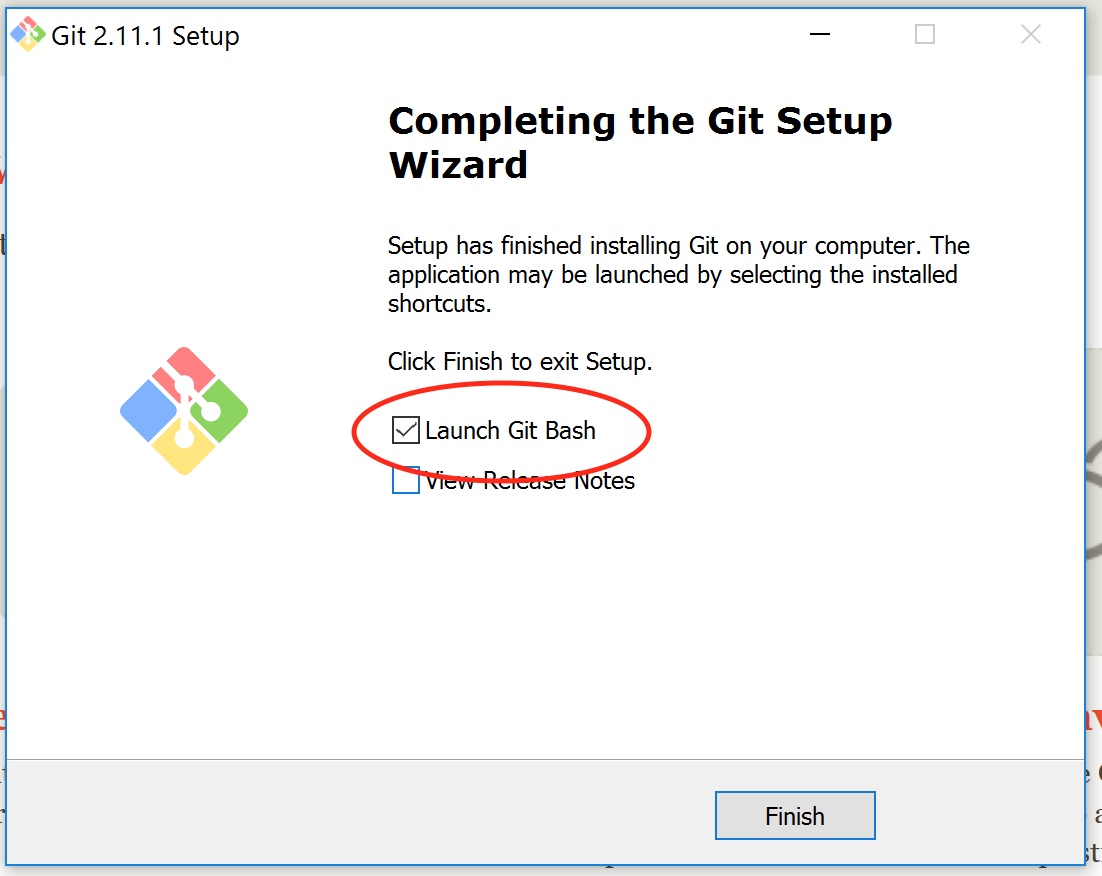 Git 2.11.1 Setup
Completing the Git Setup
Wizard
Setup has finished installing Git on your computer. The
application may be launched by selecting the installed
shortcuts.
Click Finish to exit Setup.
Launch Git Bash
View Release Notes
Finish